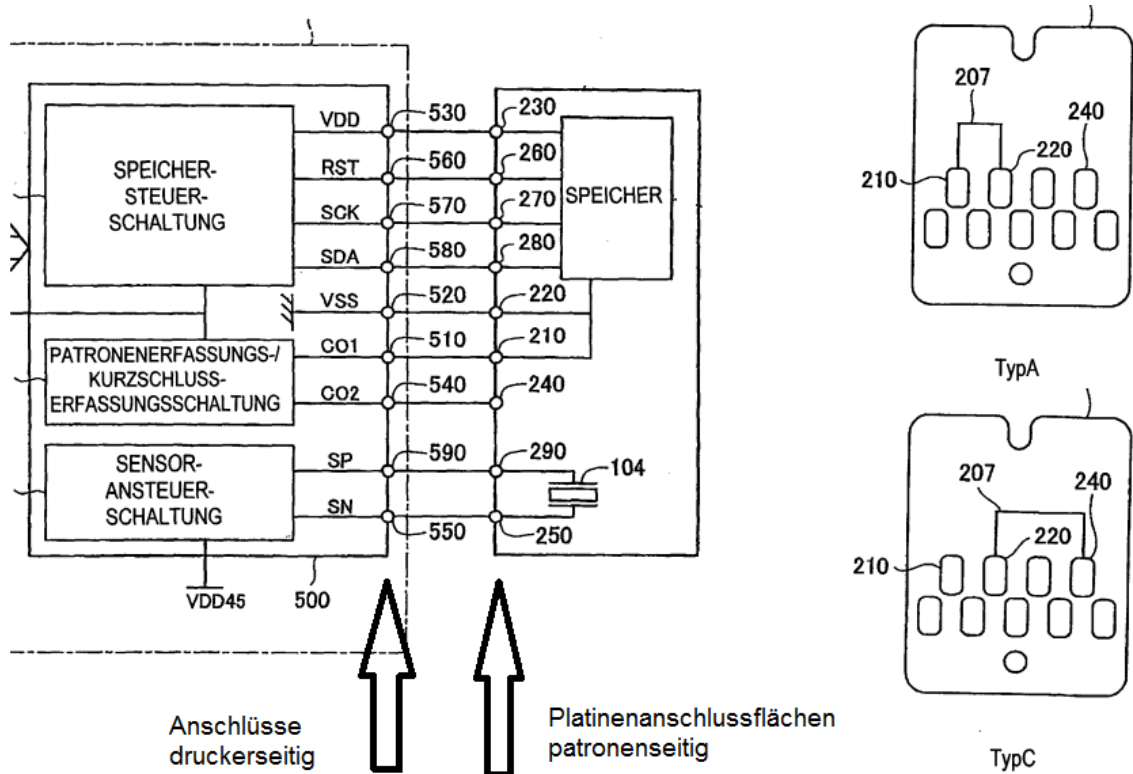 VDD
530
230
RST
560
260
SCK
570
270
SDA
580
280
VSS
520
220
CO1
510
210
CO2
540
240
SP
590
290
SN
550
250
104
SPEICHER-
STEUER-
SCHALTUNG
SPEICHER
PATRONENERFASSUNGS-/
KURZSCHLUSS-
ERFASSUNGSSCHALTUNG
SENSOR-
ANSTEUER-
SCHALTUNG
VDD45
500
Anschlüsse
druckerseitig
Platinenanschlussflächen
patronenseitig
207
240
220
210
TypA
207
240
220
210
TypC